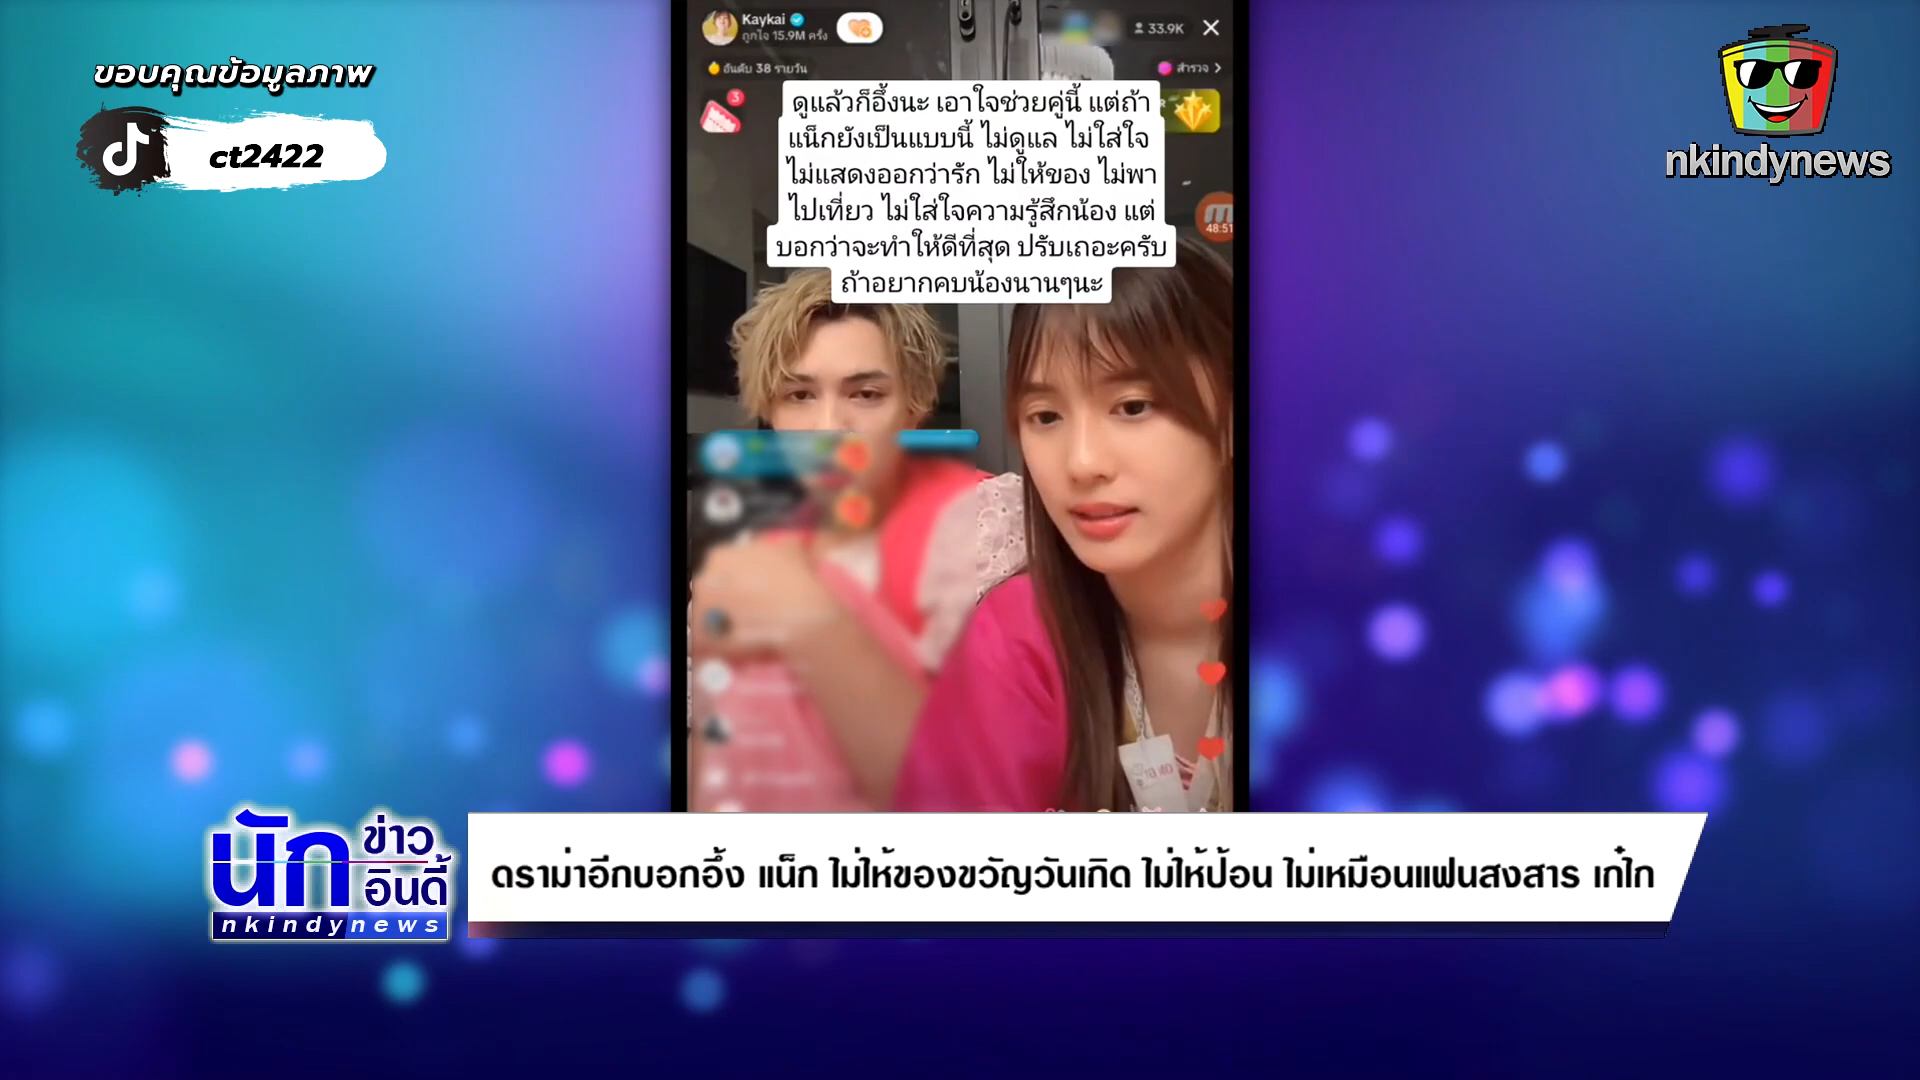 ขอบคุณข้อมูลภาพ
ct2422
Kaykai
ถูกใจ 15.9M ครั้ง
33.9K
อันดับ 38 รายวัน
สำรวจ
3
ดูแล้วก็อึ้งนะ เอาใจช่วยคู่นี้ แต่ถ้า
แน็กยังเป็นแบบนี้ ไม่ดูแล ไม่ใส่ใจ
ไม่แสดงออกว่ารัก ไม่ให้ของ ไม่พา
ไปเที่ยว ไม่ใส่ใจความรู้สึกน้อง แต่
บอกว่าจะทำให้ดีที่สุด ปรับเถอะครับ
ถ้าอยากคบน้องนานๆนะ
48:51
nkindynews
นักข่าวอินดี้
nkindynews
ดราม่าอีกบอกอึ้ง แน็ก ไม่ให้ของขวัญวันเกิด ไม่ให้ป้อน ไม่เหมือนแฟนสงสาร เก๋ไก